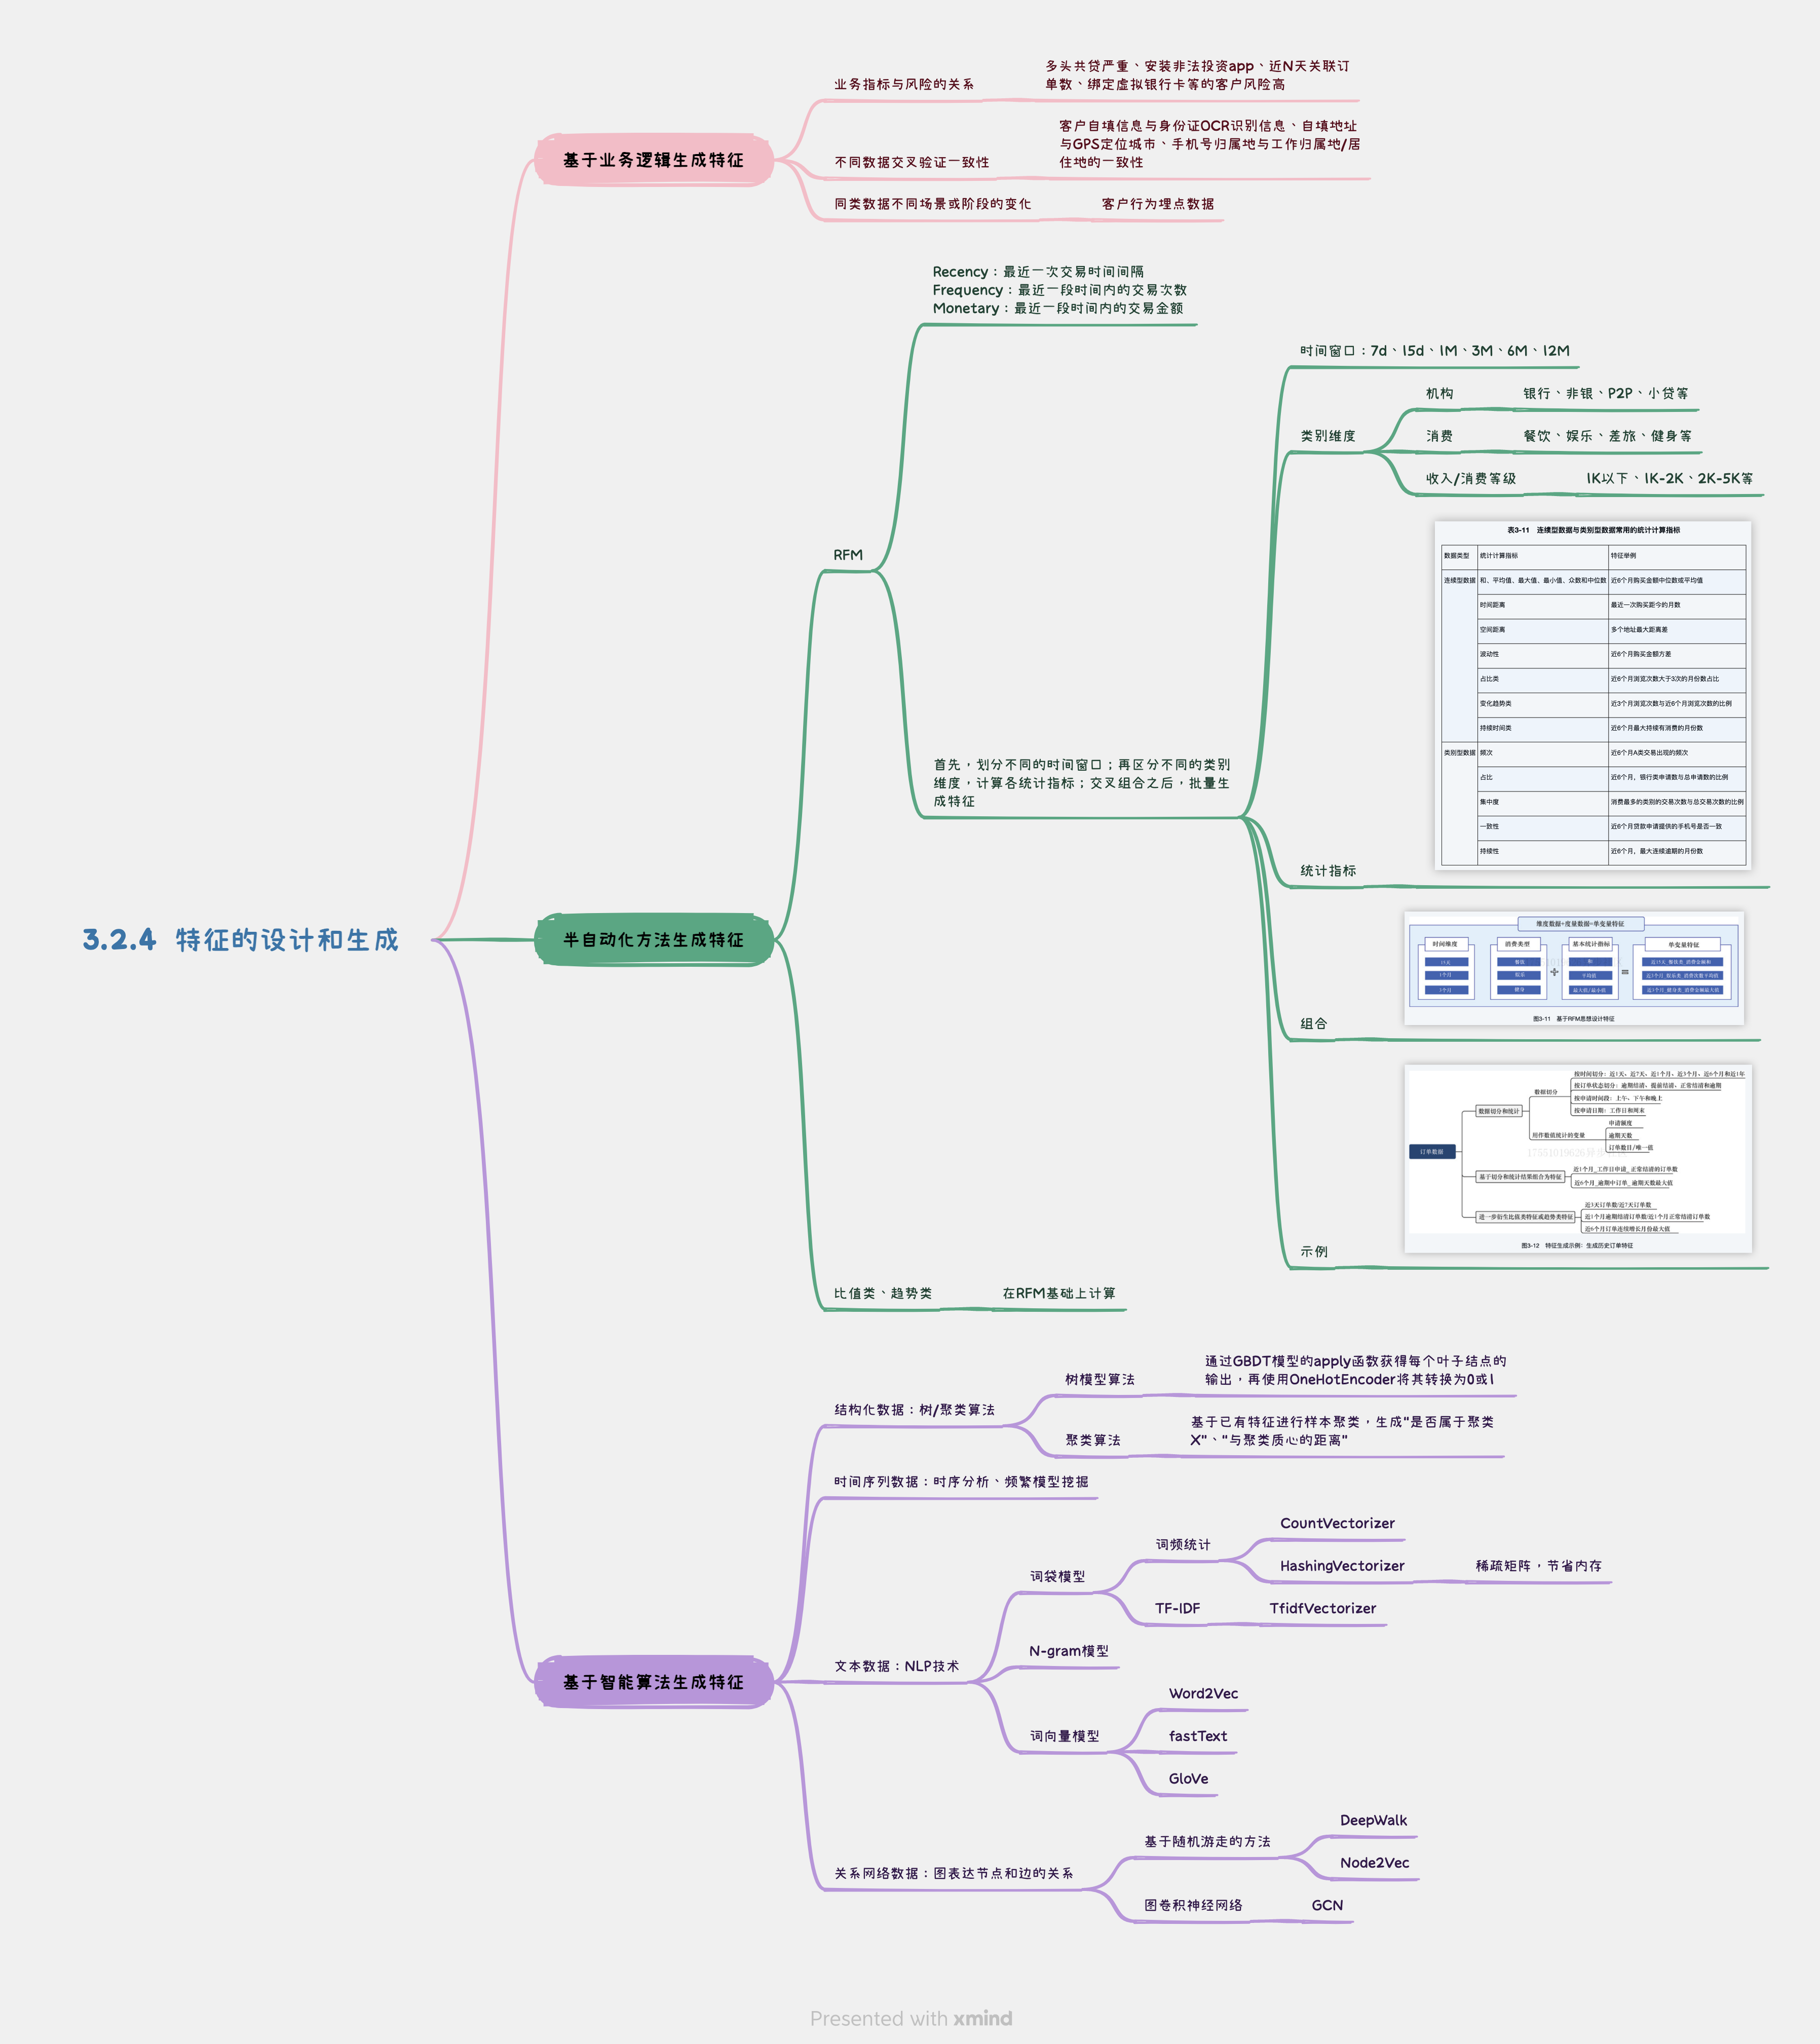 3.2.4 特征的设计和生成
基于业务逻辑生成特征
业务指标与风险的关系
多头共贷严重、安装非法投资app、近N天关联订
单数、绑定虚拟银行卡等的客户风险高
不同数据交叉验证一致性
客户自填信息与身份证OCR识别信息、自填地址
与GPS定位城市、手机号归属地与工作归属地/居
住地的一致性
同类数据不同场景或阶段的变化
客户行为埋点数据
半自动化方法生成特征
RFM
Recency：最近一次交易时间间隔
Frequency：最近一段时间内的交易次数
Monetary：最近一段时间内的交易金额
首先，划分不同的时间窗口；再区分不同的类别
维度，计算各统计指标；交叉组合之后，批量生
成特征
时间窗口：7d、15d、1M、3M、6M、12M
类别维度
机构
银行、非银、P2P、小贷等
消费
餐饮、娱乐、差旅、健身等
收入/消费等级
1K以下、1K-2K、2K-5K等
统计指标
表3-11 连续型数据与类别型数据常用的统计计算指标
数据类型 统计计算指标 特征举例
连续型数据 和、平均值、最大值、最小值、众数和中位数 近6个月购买金额中位数或平均值
时间距离 最近一次购买距今的月数
空间距离 多个地址最大距离差
波动性 近6个月购买金额方差
占比类 近6个月浏览次数大于3次的月份数占比
变化趋势类 近3个月浏览次数与近6个月浏览次数的比例
持续时间类 近6个月最大持续有消费的月份数
类别型数据 频次 近6个月A类交易出现的频次
占比 近6个月，银行类申请数与总申请数的比例
集中度 消费最多的类别的交易次数与总交易次数的比例
一致性 近6个月贷款申请提供的手机号是否一致
持续性 近6个月，最大连续逾期的月份数
组合
维度数据+度量数据=单变量特征
时间维度 消费类型 基本统计指标 单变量特征
15天 餐饮 和 近15天_餐饮类_消费金额和
1个月 娱乐 平均值 近1个月_娱乐类_消费次数平均值
3个月 健身 最大值/最小值 近3个月_健身类_消费金额最大值
+ =
图3-11 基于RFM思想设计特征
示例
订单数据
数据切分和统计
数据切分
按时间切分：近1天、近7天、近1个月、近3个月、近6个月和近1年
按订单状态切分：逾期结清、提前结清、正常结清和逾期
按申请时间段：上午、下午和晚上
按申请日期：工作日和周末
用作数值统计的变量
申请额度
逾期天数
订单数目/唯一值
基于切分和统计结果组合为特征
近1个月_工作日申请_正常结清的订单数
近6个月_逾期中订单_逾期天数最大值
进一步衍生比值类特征或趋势类特征
近3天订单数/近7天订单数
近1个月逾期结清订单数/近1个月正常结清订单数
近6个月订单连续增长月份最大值
图3-12 特征生成示例：生成历史订单特征
比值类、趋势类
在RFM基础上计算
基于智能算法生成特征
结构化数据：树/聚类算法
树模型算法
通过GBDT模型的apply函数获得每个叶子结点的
输出，再使用OneHotEncoder将其转换为0或1
聚类算法
基于已有特征进行样本聚类，生成"是否属于聚类
X"、"与聚类质心的距离"
时间序列数据：时序分析、频繁模型挖掘
文本数据：NLP技术
词袋模型
词频统计
CountVectorizer
HashingVectorizer
稀疏矩阵，节省内存
TF-IDF
TfidfVectorizer
N-gram模型
词向量模型
Word2Vec
fastText
GloVe
关系网络数据：图表达节点和边的关系
基于随机游走的方法
DeepWalk
Node2Vec
图卷积神经网络
GCN
Presented with xmind